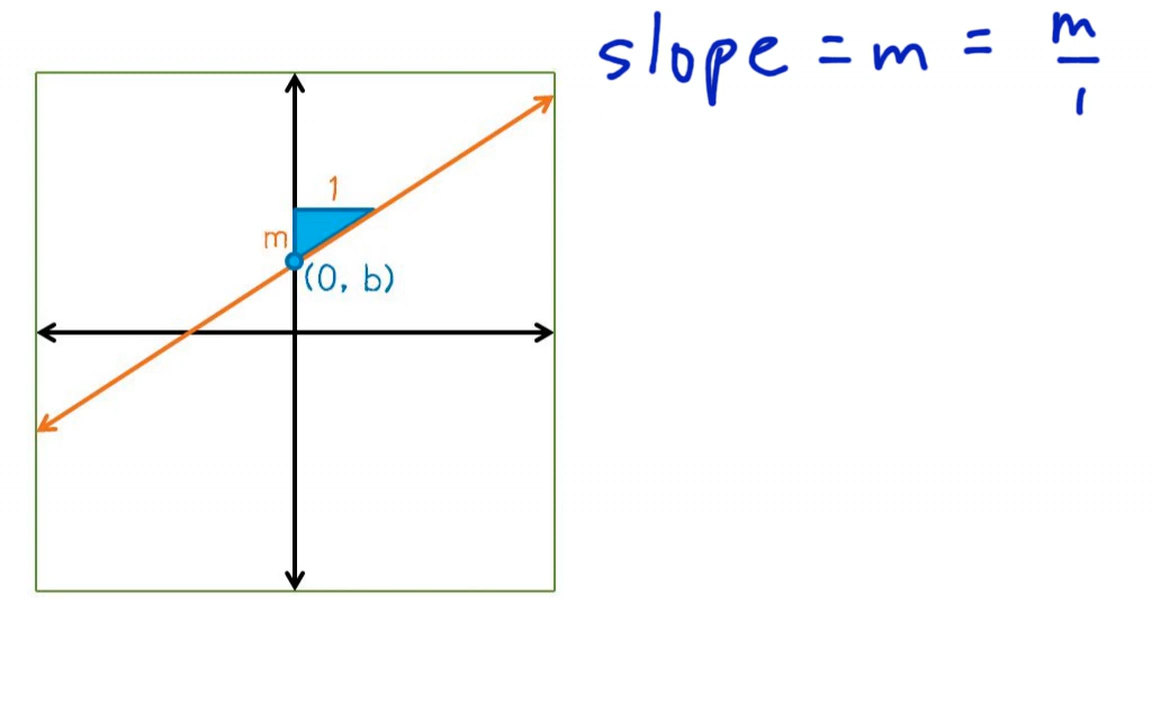 slope = m = m/1
1
m
(0, b)